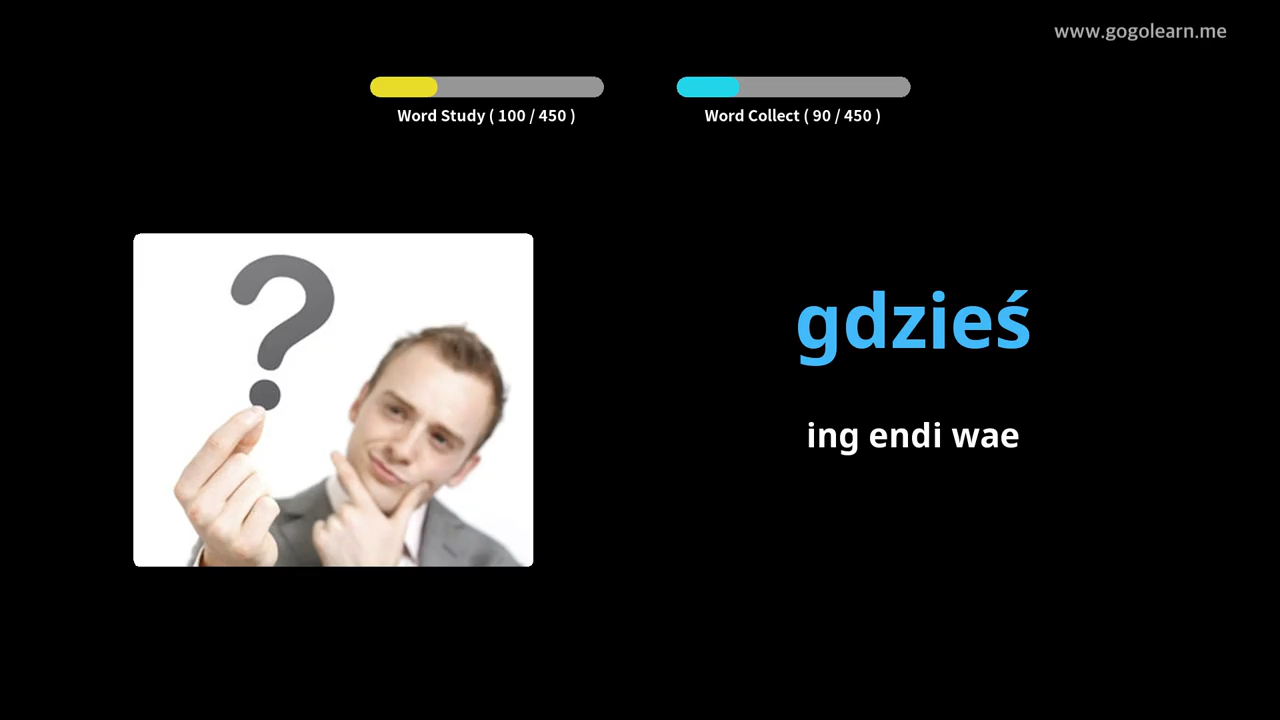 www.gogolearn.me
Word Study ( 100 / 450 )
Word Collect ( 90 / 450 )
?
gdzieś
ing endi wae